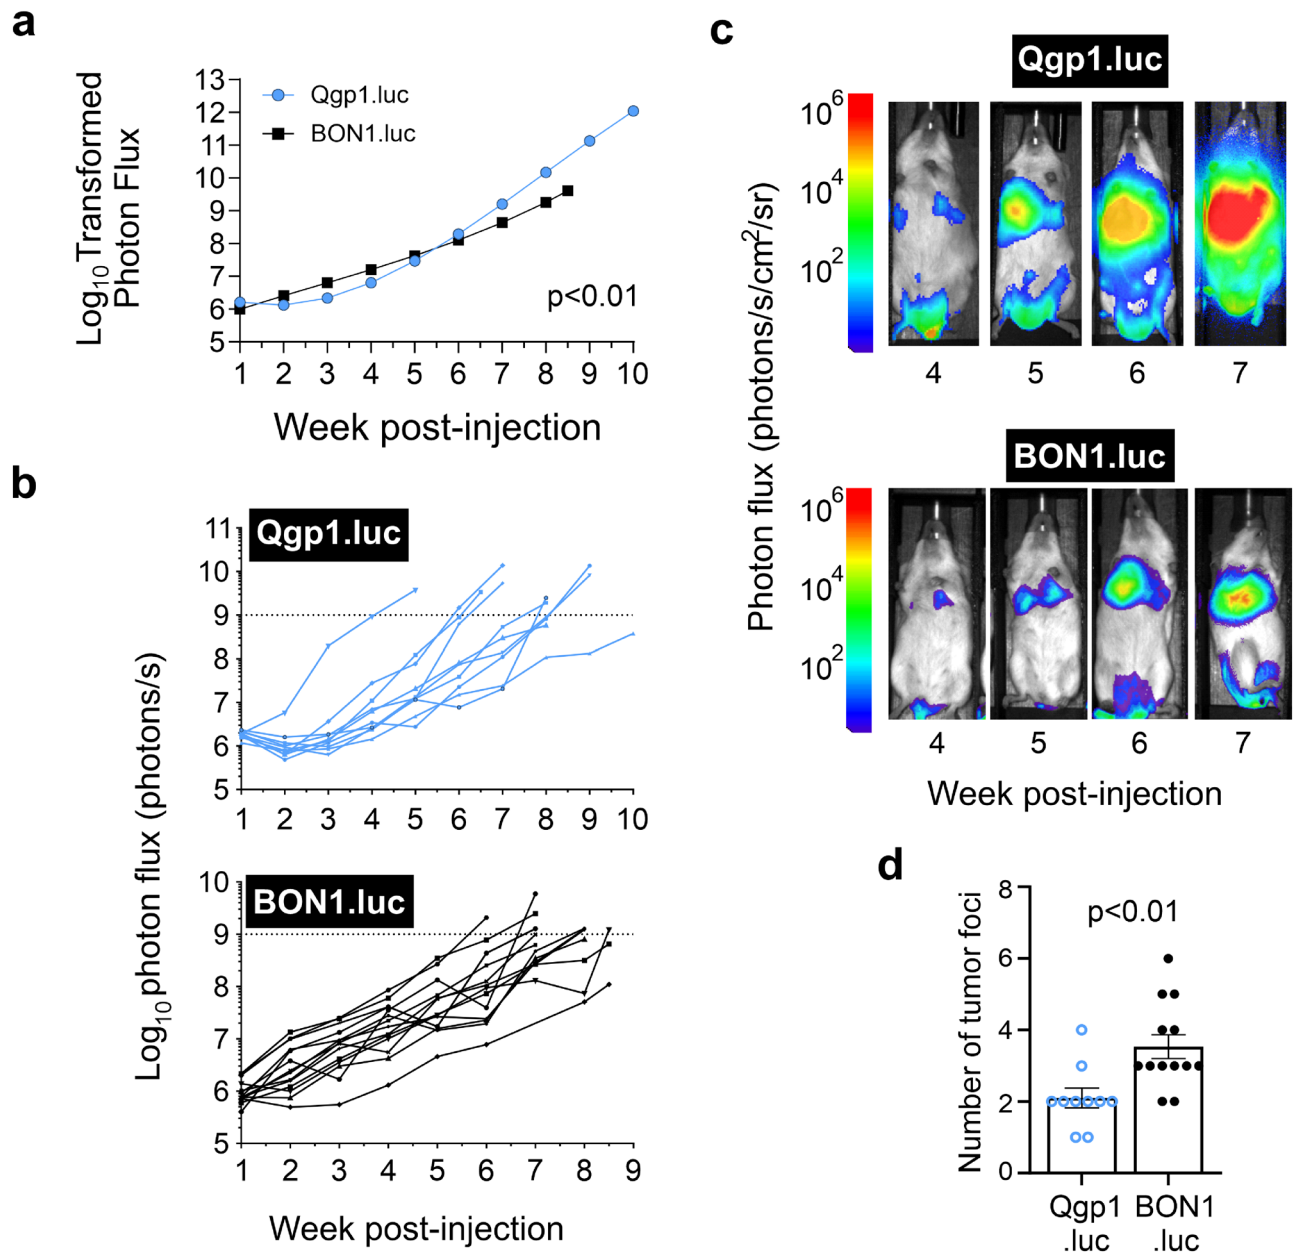 a
Log10 Transformed
Photon Flux
13
12
11
10
9
8
7
6
5
Qgp1.luc
BON1.luc
p<0.01
1 2 3 4 5 6 7 8 9 10
Week post-injection
b
Log10 photon flux (photons/s)
Qgp1.luc
11
10
9
8
7
6
5
1 2 3 4 5 6 7 8 9 10
BON1.luc
10
9
8
7
6
5
1 2 3 4 5 6 7 8 9
Week post-injection
c
Photon flux (photons/s/cm2/sr)
Qgp1.luc
10^6
10^4
10^2
4 5 6 7
BON1.luc
10^6
10^4
10^2
4 5 6 7
Week post-injection
d
Number of tumor foci
8
6
4
2
0
p<0.01
Qgp1 BON1
.luc .luc